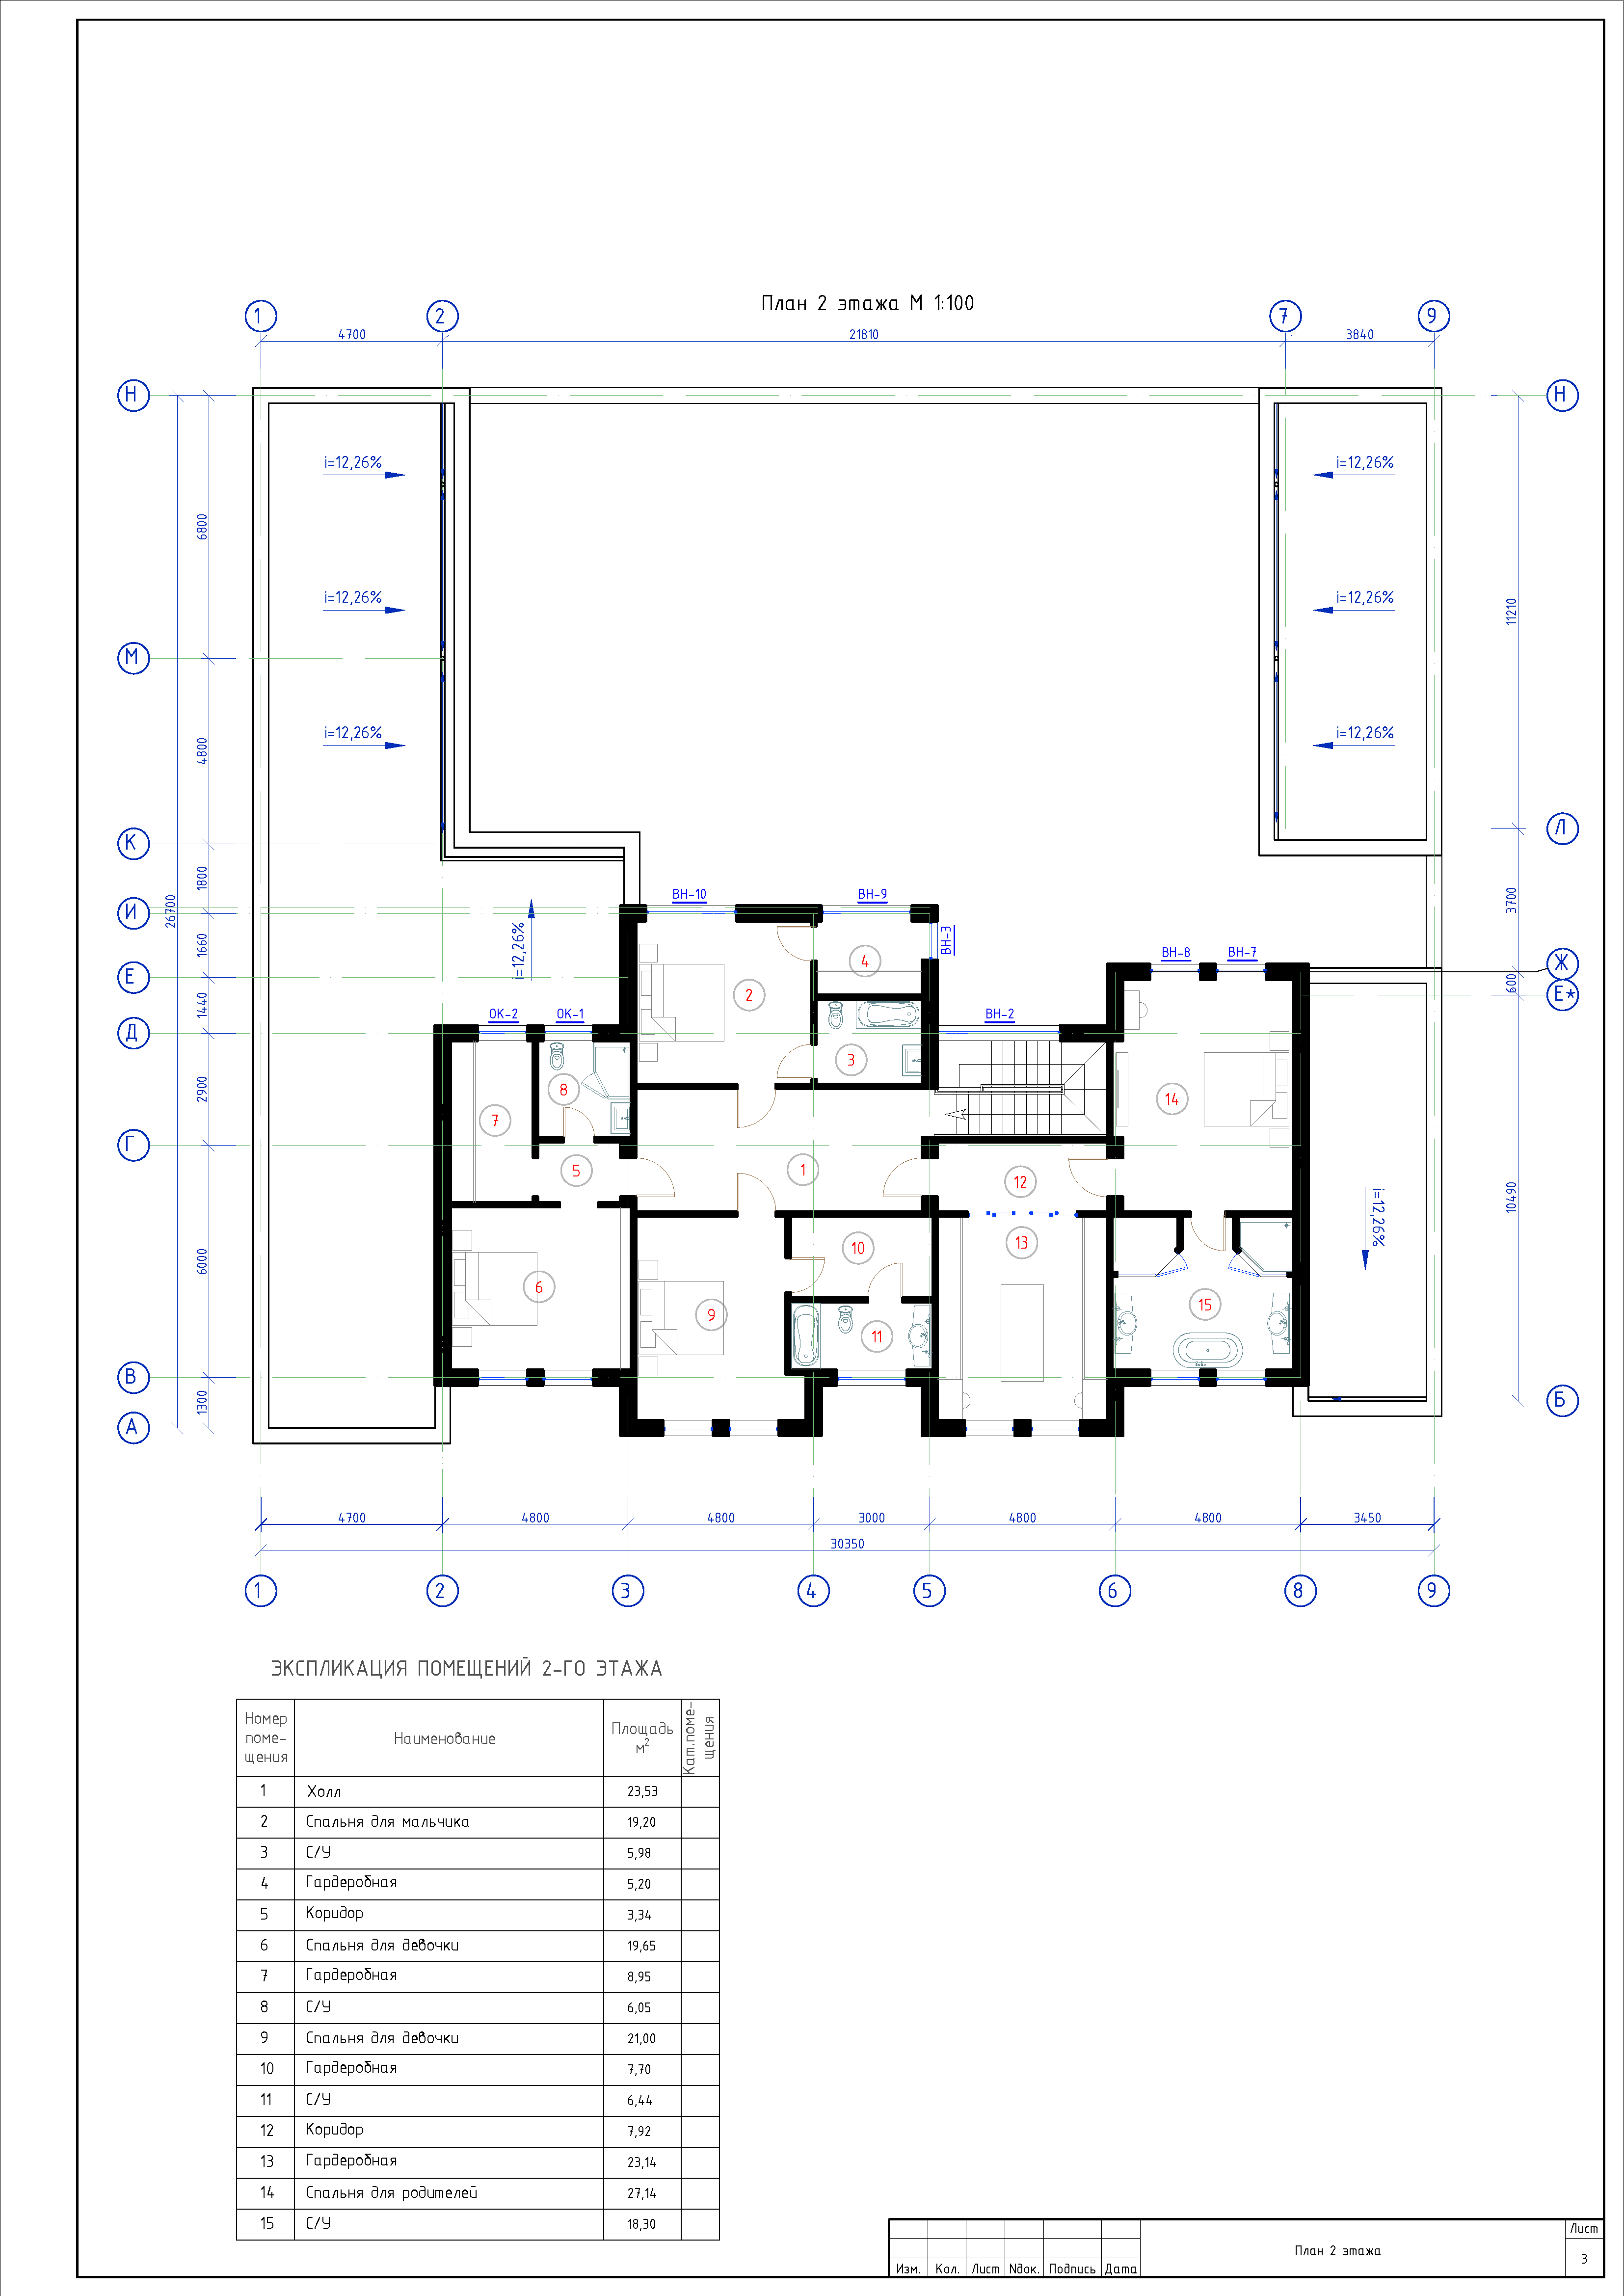 План 2 этажа М 1:100
1
2
7
9
4700
21810
3840
Н
Н
i=12,26%
i=12,26%
6800
i=12,26%
i=12,26%
11210
М
i=12,26%
i=12,26%
4800
Л
К
1800
26700
ВН-10
ВН-9
3700
И
i=12,26%
ВН-3
1660
4
ВН-8
ВН-7
Ж
Е
2
600
Е*
1440
ОК-2
ОК-1
ВН-2
Д
3
2900
8
14
7
Г
5
1
12
10490
i=12,26%
13
10
6000
6
9
15
11
В
1300
Б
А
4700
4800
4800
3000
4800
4800
3450
30350
1
2
3
4
5
6
8
9
ЭКСПЛИКАЦИЯ ПОМЕЩЕНИЙ 2-ГО ЭТАЖА
Номер
поме-
щения
Наименование
Площадь
м2
Кат.поме-
щения
1 Холл 23,53
2 Спальня для мальчика 19,20
3 С/У 5,98
4 Гардеробная 5,20
5 Коридор 3,34
6 Спальня для девочки 19,65
7 Гардеробная 8,95
8 С/У 6,05
9 Спальня для девочки 21,00
10 Гардеробная 7,70
11 С/У 6,44
12 Коридор 7,92
13 Гардеробная 23,14
14 Спальня для родителей 27,14
15 С/У 18,30
Изм. Кол. Лист Nдок. Подпись Дата
План 2 этажа
Лист
3